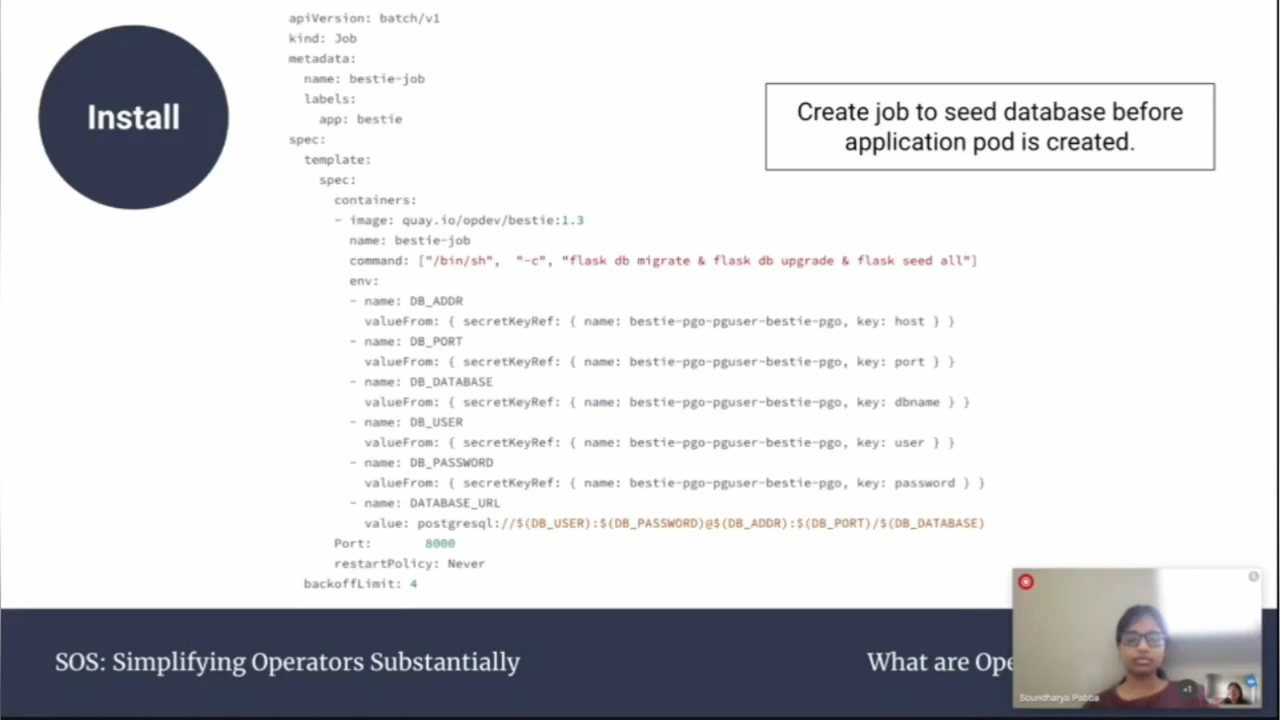 Install
apiVersion: batch/v1
kind: Job
metadata:
  name: bestie-job
  labels:
    app: bestie
spec:
  template:
    spec:
      containers:
      - image: quay.io/opdev/bestie:1.3
        name: bestie-job
        command: ["/bin/sh",  "-c", "flask db migrate & flask db upgrade & flask seed all"]
        env:
        - name: DB_ADDR
          valueFrom: { secretKeyRef: { name: bestie-pgo-pguser-bestie-pgo, key: host } }
        - name: DB_PORT
          valueFrom: { secretKeyRef: { name: bestie-pgo-pguser-bestie-pgo, key: port } }
        - name: DB_DATABASE
          valueFrom: { secretKeyRef: { name: bestie-pgo-pguser-bestie-pgo, key: dbname } }
        - name: DB_USER
          valueFrom: { secretKeyRef: { name: bestie-pgo-pguser-bestie-pgo, key: user } }
        - name: DB_PASSWORD
          valueFrom: { secretKeyRef: { name: bestie-pgo-pguser-bestie-pgo, key: password } }
        - name: DATABASE_URL
          value: postgresql://$(DB_USER):$(DB_PASSWORD)@$(DB_ADDR):$(DB_PORT)/$(DB_DATABASE)
      Port:       8000
      restartPolicy: Never
  backoffLimit: 4
Create job to seed database before
application pod is created.
SOS: Simplifying Operators Substantially
What are Ope
Soundharya Pabba
+1